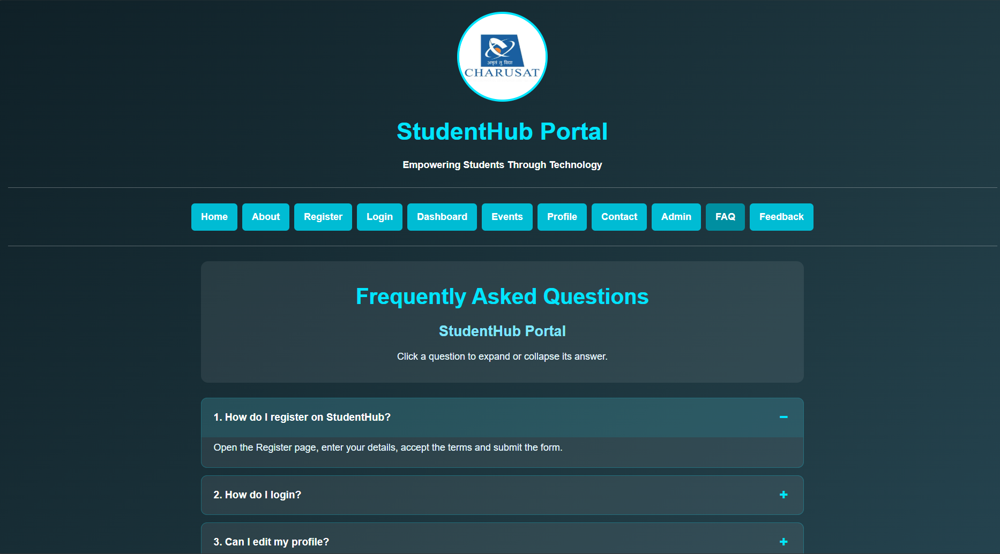 अमृतं तु विद्या
CHARUSAT
StudentHub Portal
Empowering Students Through Technology
Home About Register Login Dashboard Events Profile Contact Admin FAQ Feedback
Frequently Asked Questions
StudentHub Portal
Click a question to expand or collapse its answer.
1. How do I register on StudentHub? −
Open the Register page, enter your details, accept the terms and submit the form.
2. How do I login? +
3. Can I edit my profile? +